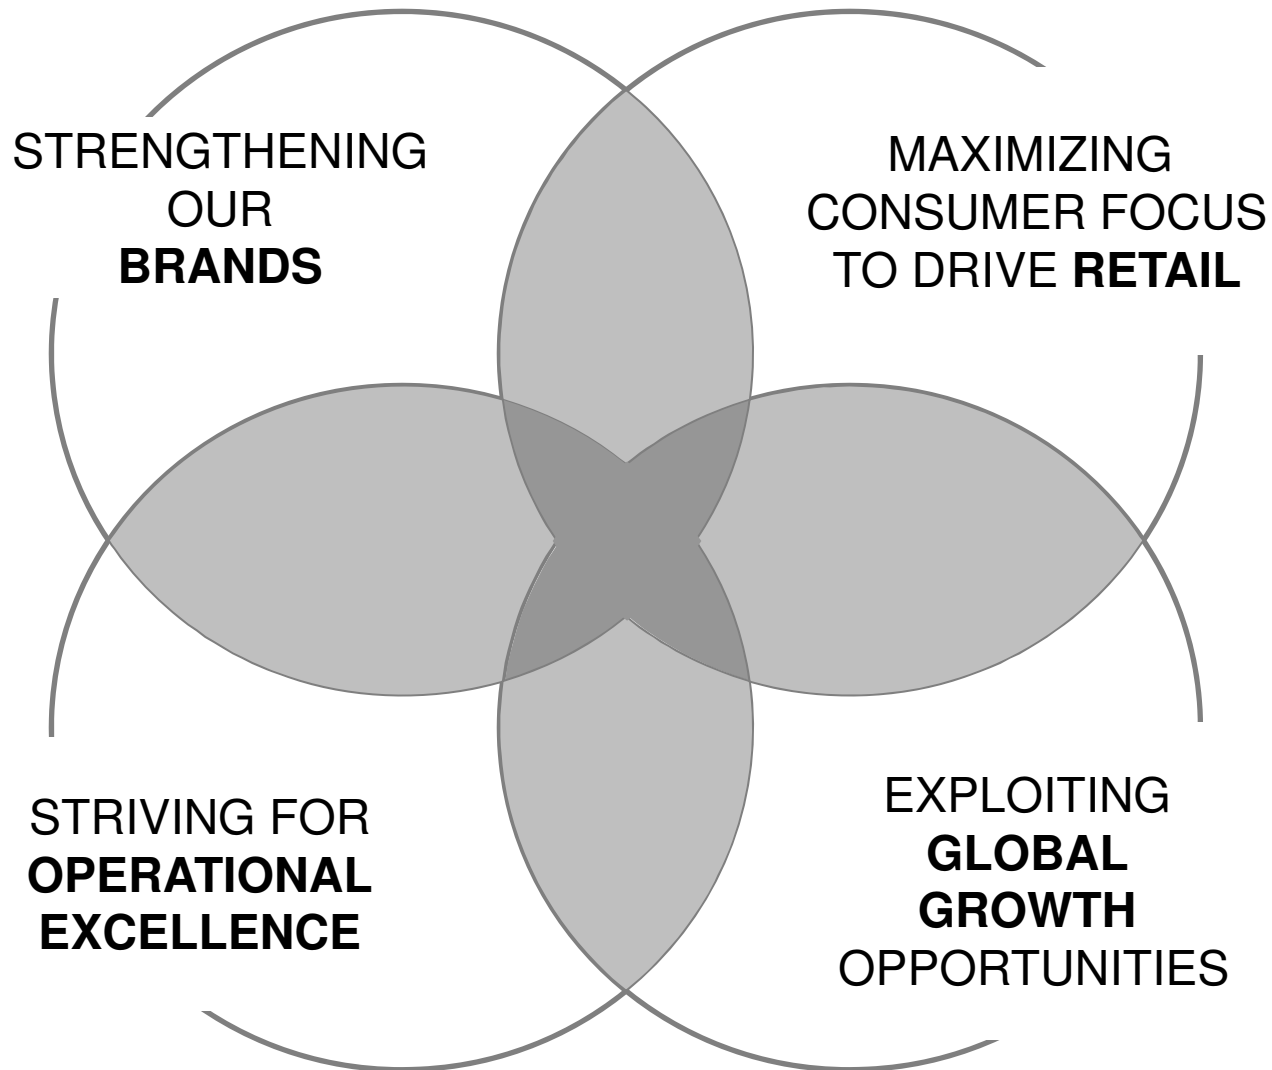 STRENGTHENING
OUR
BRANDS
MAXIMIZING
CONSUMER FOCUS
TO DRIVE RETAIL
STRIVING FOR
OPERATIONAL
EXCELLENCE
EXPLOITING
GLOBAL
GROWTH
OPPORTUNITIES